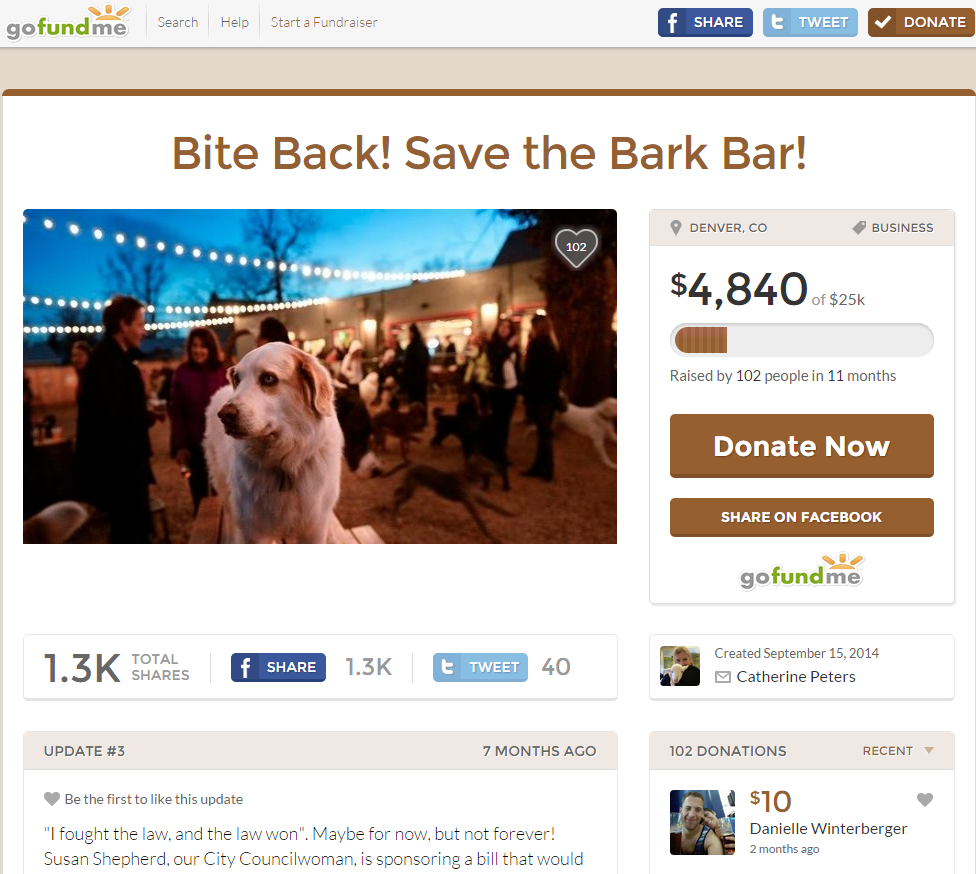 gofundme
Search
Help
Start a Fundraiser
f SHARE
t TWEET
DONATE
Bite Back! Save the Bark Bar!
102
DENVER, CO
BUSINESS
$4,840 of $25k
Raised by 102 people in 11 months
Donate Now
SHARE ON FACEBOOK
gofundme
1.3K TOTAL SHARES
f SHARE 1.3K
t TWEET 40
Created September 15, 2014
Catherine Peters
UPDATE #3
7 MONTHS AGO
Be the first to like this update
"I fought the law, and the law won". Maybe for now, but not forever!
Susan Shepherd, our City Councilwoman, is sponsoring a bill that would
102 DONATIONS
RECENT
$10
Danielle Winterberger
2 months ago